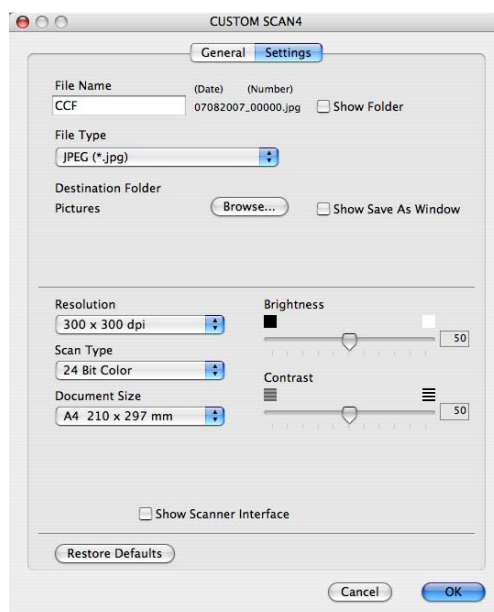 CUSTOM SCAN4
General Settings
File Name (Date) (Number)
CCF 07082007_00000.jpg Show Folder
File Type
JPEG (*.jpg)
Destination Folder
Pictures Browse... Show Save As Window
Resolution Brightness
300 x 300 dpi
50
Scan Type
24 Bit Color
Contrast
Document Size
A4 210 x 297 mm 50
Show Scanner Interface
Restore Defaults
Cancel OK